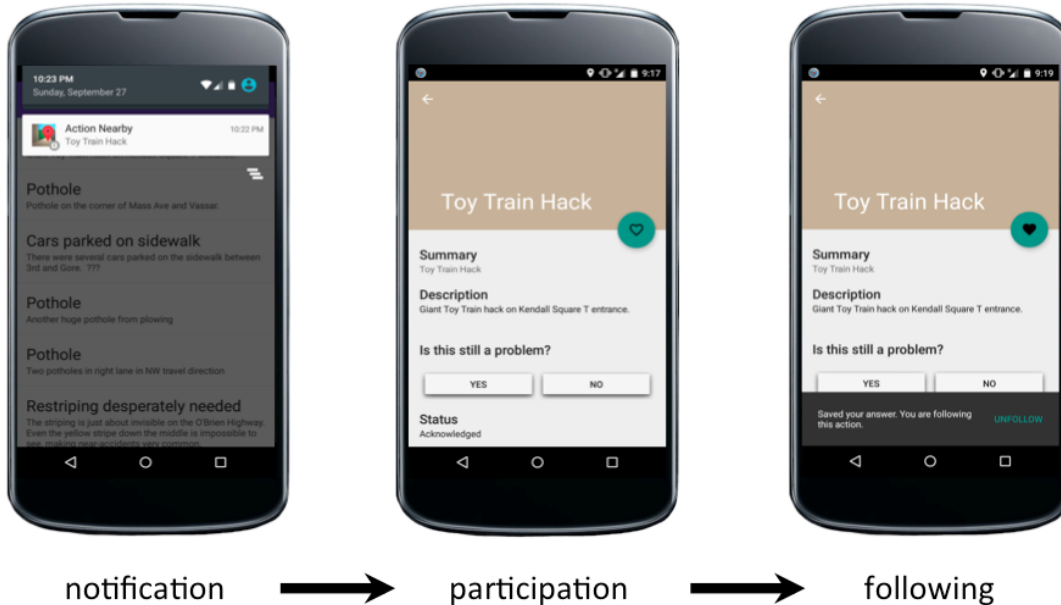 10:23 PM
Sunday, September 27
Action Nearby
10:22 PM
Toy Train Hack
Pothole
Pothole on the corner of Mass Ave and Vassar.
Cars parked on sidewalk
There were several cars parked on the sidewalk between
3rd and Gore. ???
Pothole
Another huge pothole from plowing
Pothole
Two potholes in right lane in NW travel direction
Restriping desperately needed
The striping is just about invisible on the O'Brien Highway.
Even the yellow stripe down the middle is impossible to
see, making near-accidents very common.
9:17
Toy Train Hack
Summary
Toy Train Hack
Description
Giant Toy Train hack on Kendall Square T entrance.
Is this still a problem?
YES NO
Status
Acknowledged
9:19
Toy Train Hack
Summary
Toy Train Hack
Description
Giant Toy Train hack on Kendall Square T entrance.
Is this still a problem?
YES NO
Saved your answer. You are following
this action.
UNFOLLOW
notification participation following